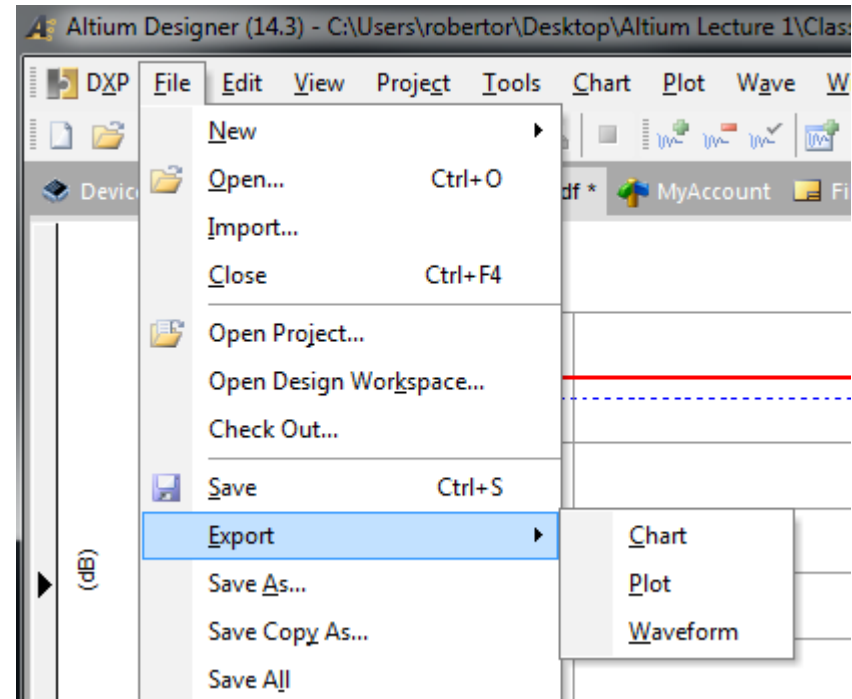 Altium Designer (14.3) - C:\Users\robertor\Desktop\Altium Lecture 1\Clas
DXP File Edit View Project Tools Chart Plot Wave W
Devic df * MyAccount Fi
New
Open... Ctrl+O
Import...
Close Ctrl+F4
Open Project...
Open Design Workspace...
Check Out...
Save Ctrl+S
Export Chart
(dB)
Save As... Plot
Save Copy As... Waveform
Save All